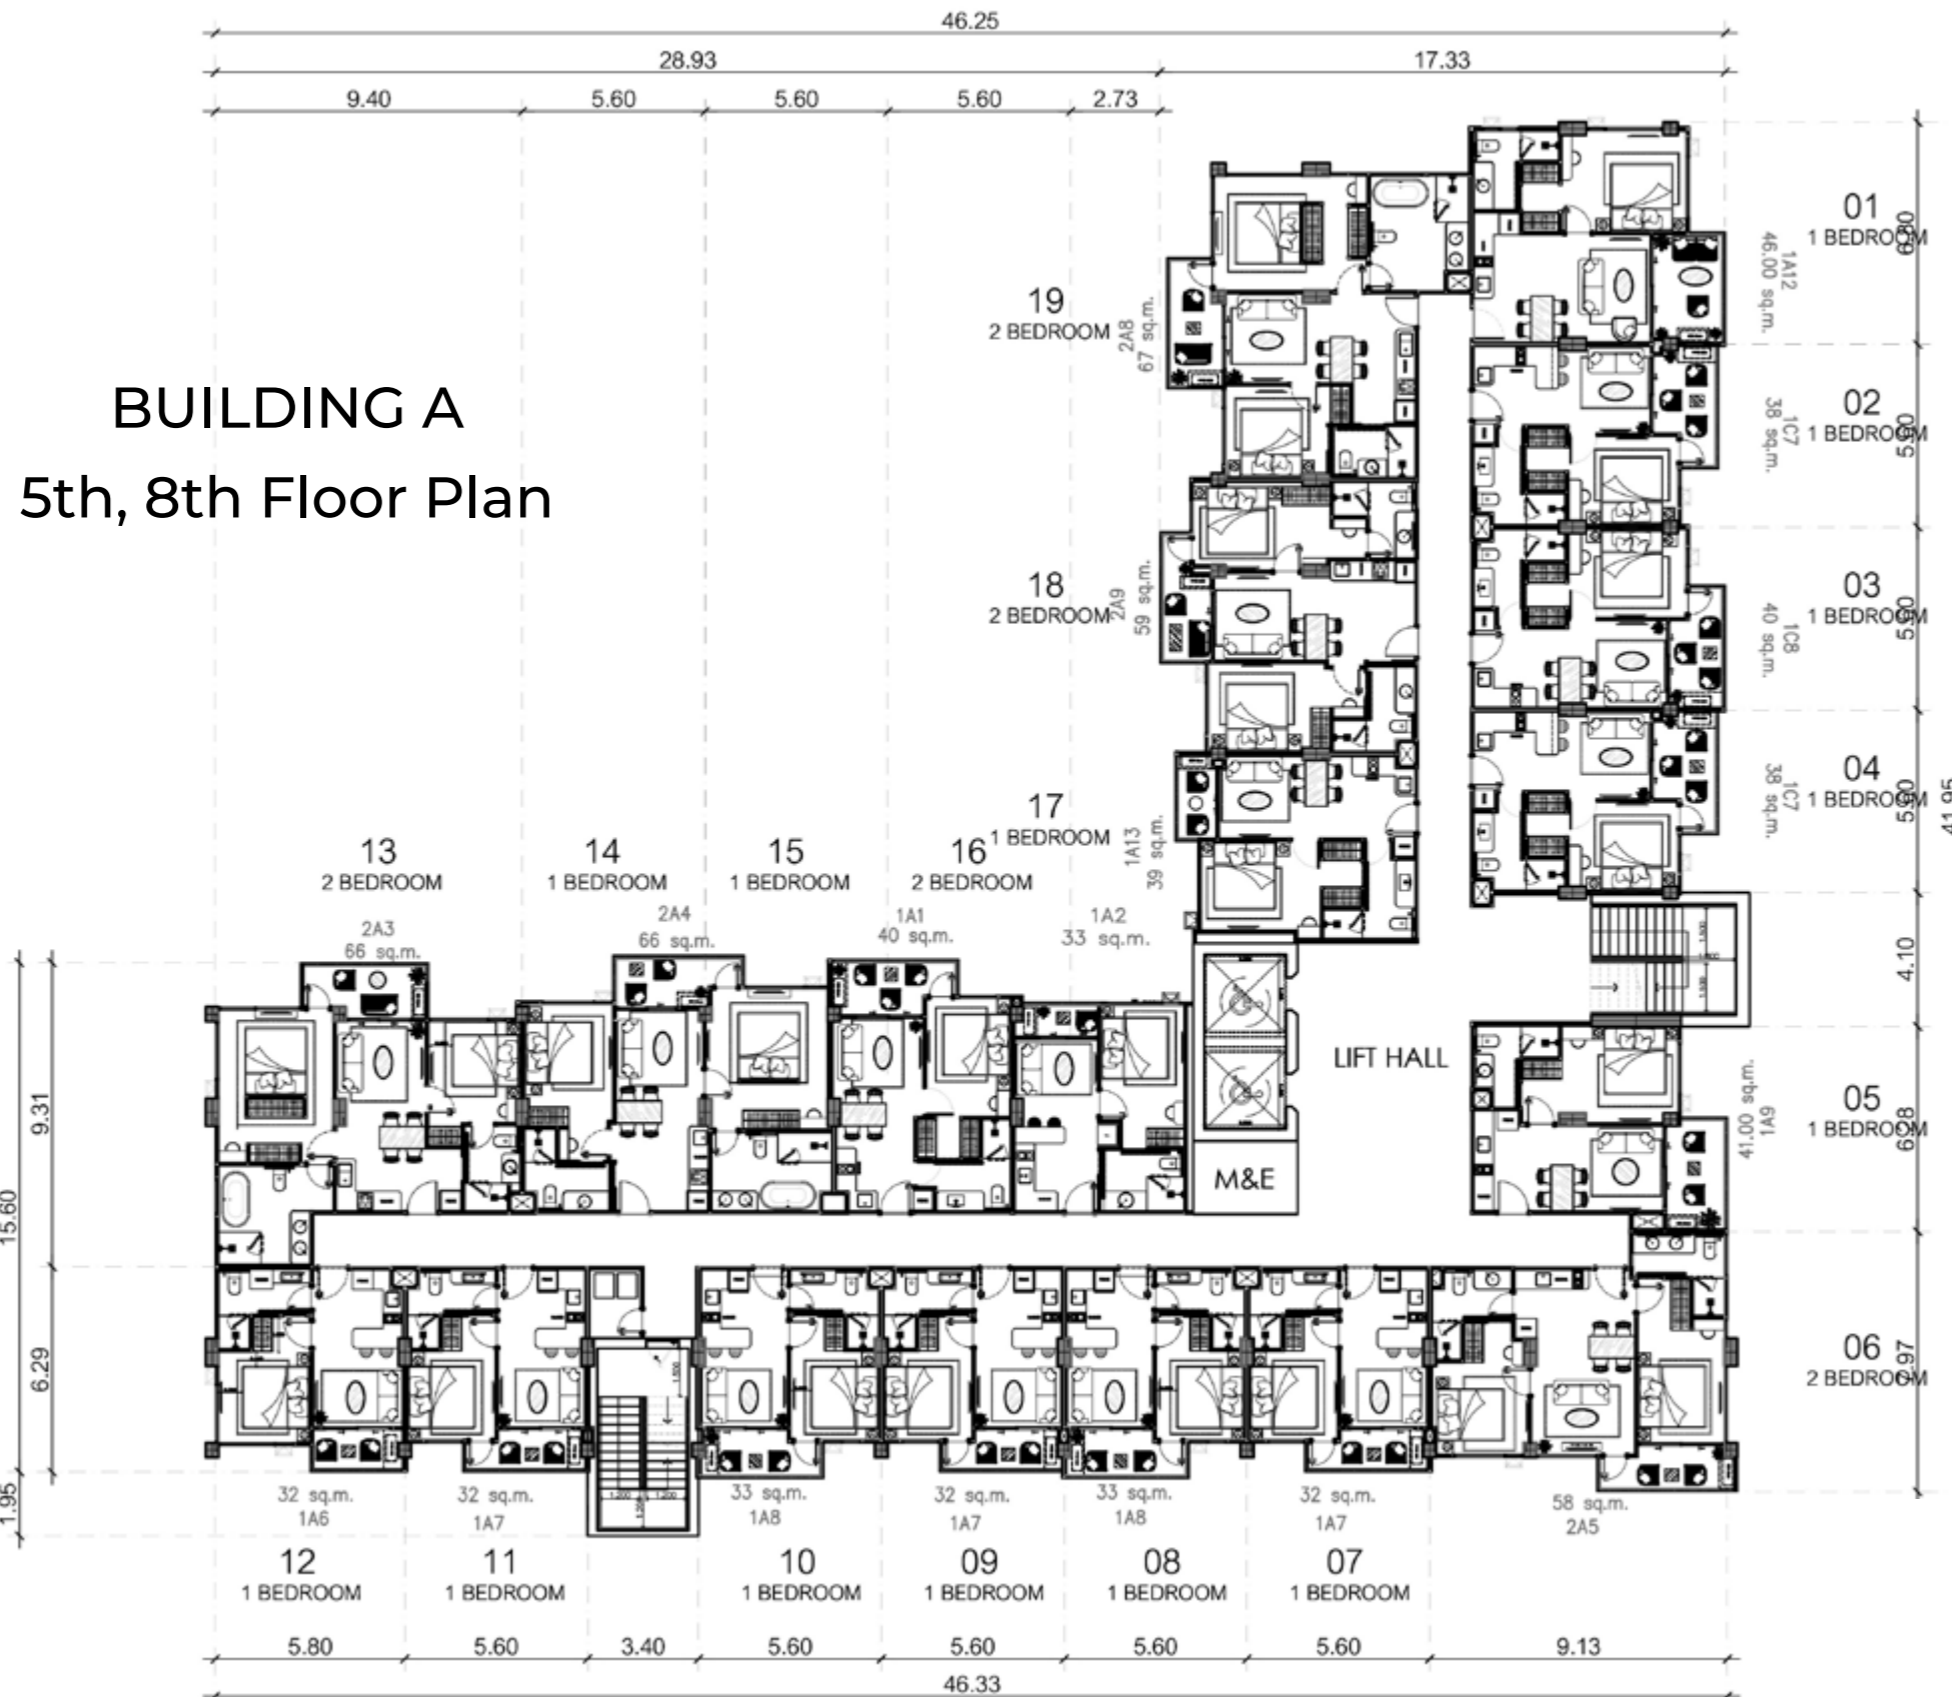 46.25
28.93
17.33
9.40
5.60
5.60
5.60
2.73
BUILDING A
5th, 8th Floor Plan
01
1 BEDROOM
1A12
46.00 sq.m.
02
1 BEDROOM
5.90
1C7
38 sq.m.
03
1 BEDROOM
5.90
1C8
40 sq.m.
04
1 BEDROOM
5.90
1C7
38 sq.m.
41.95
4.10
19
2 BEDROOM
2A8
67 sq.m.
18
2 BEDROOM
2A9
59 sq.m.
17
1 BEDROOM
1A13
39 sq.m.
13
2 BEDROOM
2A3
66 sq.m.
14
1 BEDROOM
2A4
66 sq.m.
15
1 BEDROOM
16
2 BEDROOM
1A1
40 sq.m.
1A2
33 sq.m.
LIFT HALL
M&E
05
1 BEDROOM
1A9
41.00 sq.m.
06
2 BEDROOM
9.31
15.60
6.29
1.95
32 sq.m.
1A6
32 sq.m.
1A7
33 sq.m.
1A8
32 sq.m.
1A7
33 sq.m.
1A8
32 sq.m.
1A7
58 sq.m.
2A5
12
1 BEDROOM
11
1 BEDROOM
10
1 BEDROOM
09
1 BEDROOM
08
1 BEDROOM
07
1 BEDROOM
5.80
5.60
3.40
5.60
5.60
5.60
5.60
9.13
46.33